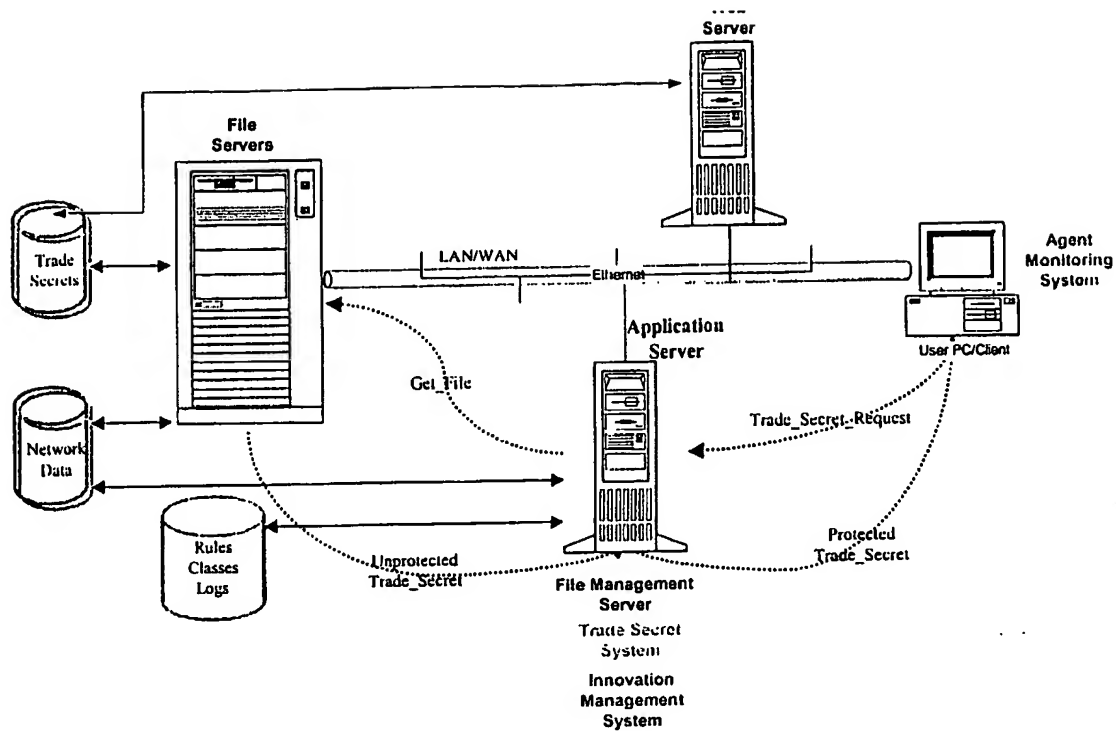 Server
File
Servers
Trade
Secrets
LAN/WAN
Ethernet
Agent
Monitoring
System
User PC/Client
Application
Server
Get_File
Trade_Secret_Request
Network
Data
Rules
Classes
Logs
Unprotected
Trade_Secret
Protected
Trade_Secret
File Management
Server
Trade Secret
System
Innovation
Management
System